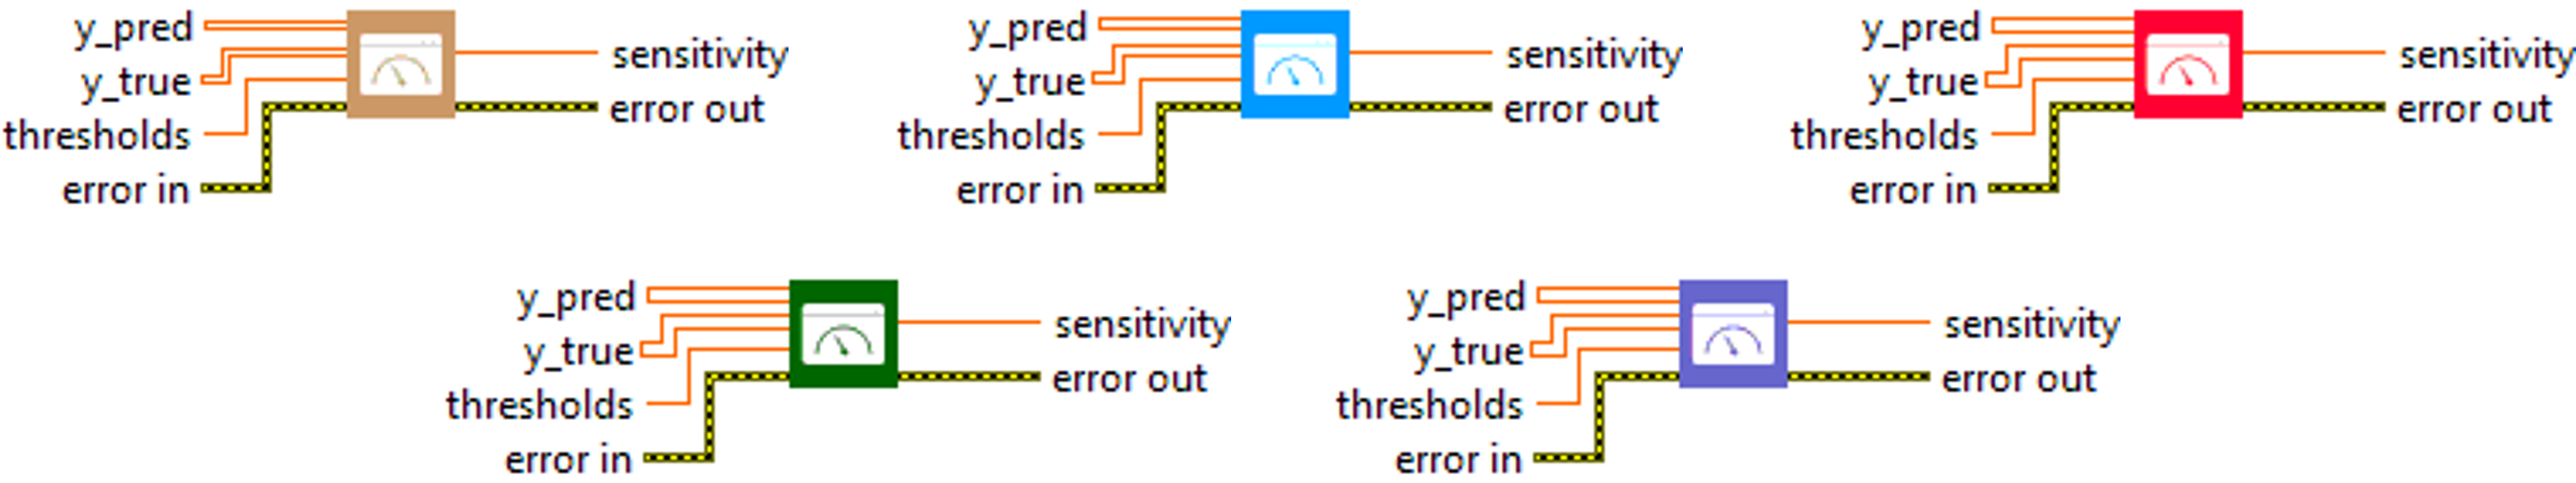 y_pred
y_true
thresholds
error in
sensitivity
error out
y_pred
y_true
thresholds
error in
sensitivity
error out
y_pred
y_true
thresholds
error in
sensitivity
error out
y_pred
y_true
thresholds
error in
sensitivity
error out
y_pred
y_true
thresholds
error in
sensitivity
error out